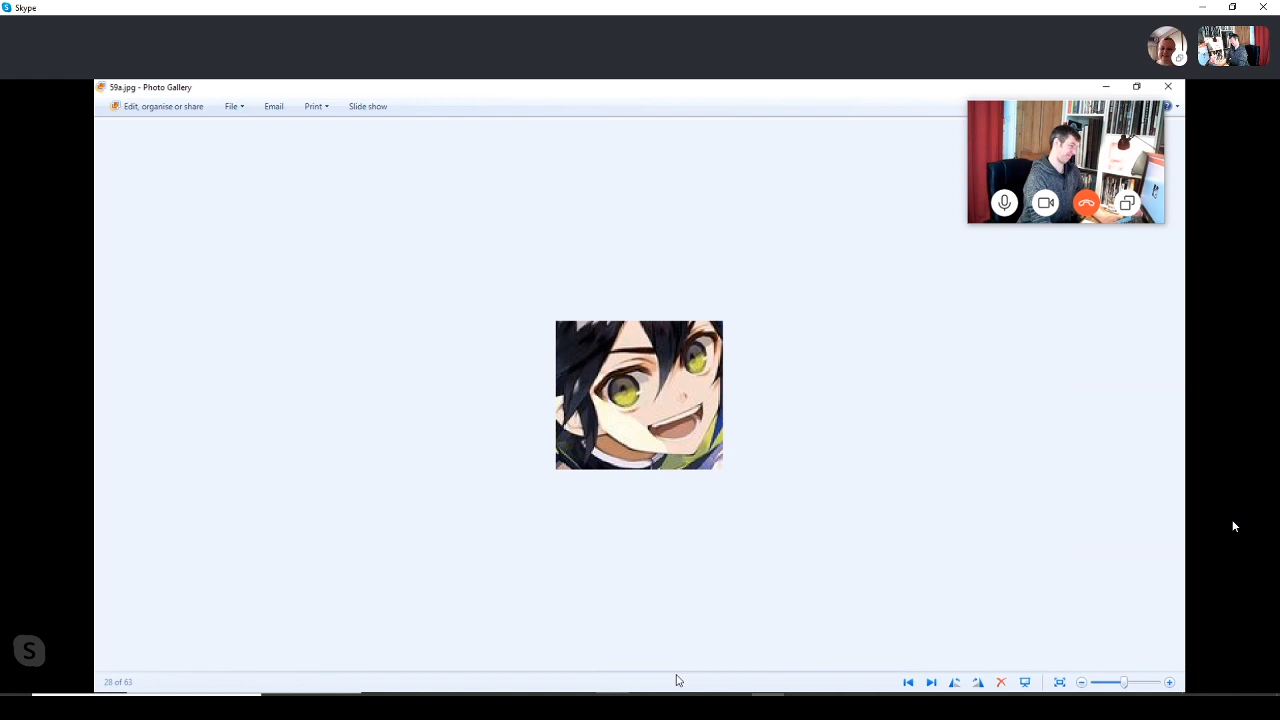 Skype
59a.jpg - Photo Gallery
Edit, organise or share File Email Print Slide show
S
28 of 63